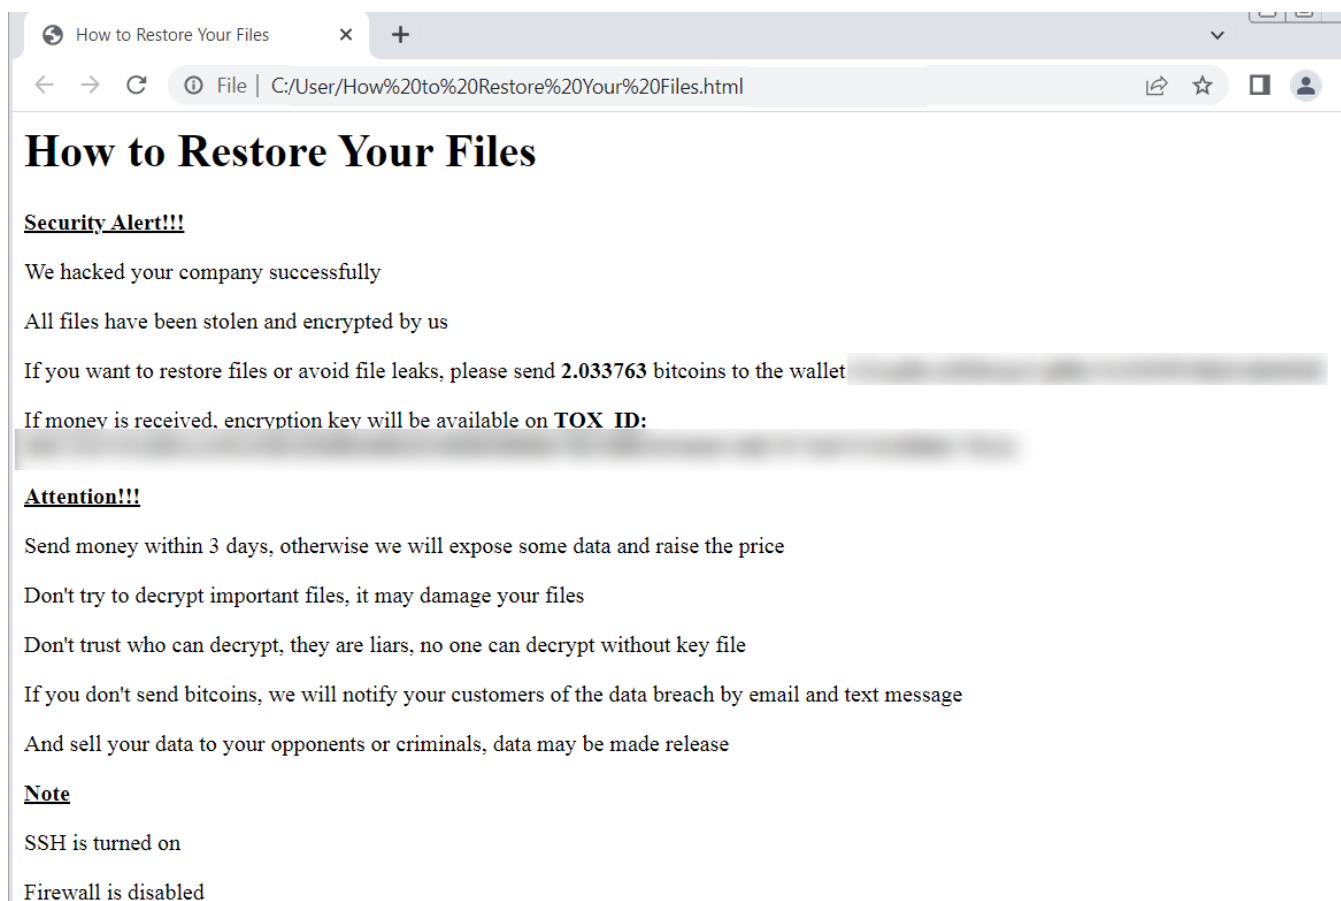 How to Restore Your Files
File | C:/User/How%20to%20Restore%20Your%20Files.html
How to Restore Your Files
Security Alert!!!
We hacked your company successfully
All files have been stolen and encrypted by us
If you want to restore files or avoid file leaks, please send 2.033763 bitcoins to the wallet
If money is received, encryption key will be available on TOX_ID:
Attention!!!
Send money within 3 days, otherwise we will expose some data and raise the price
Don't try to decrypt important files, it may damage your files
Don't trust who can decrypt, they are liars, no one can decrypt without key file
If you don't send bitcoins, we will notify your customers of the data breach by email and text message
And sell your data to your opponents or criminals, data may be made release
Note
SSH is turned on
Firewall is disabled